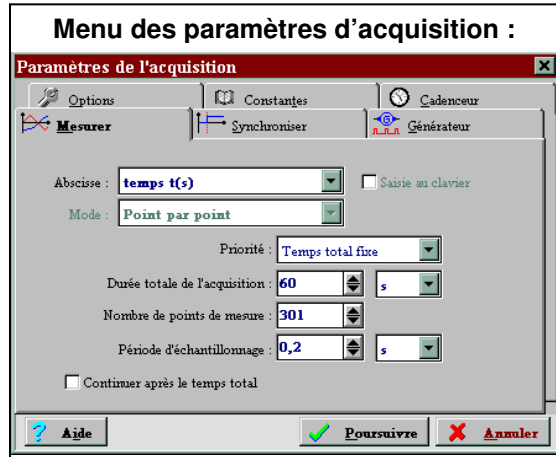 Menu des paramètres d'acquisition :
Paramètres de l'acquisition
Options Constantes Cadenceur
Mesurer Synchroniser Générateur
Abscisse : temps t(s) Saisie au clavier
Mode : Point par point
Priorité : Temps total fixe
Durée totale de l'acquisition : 60 s
Nombre de points de mesure : 301
Période d'échantillonnage : 0,2 s
Continuer après le temps total
Aide Poursuivre Annuler